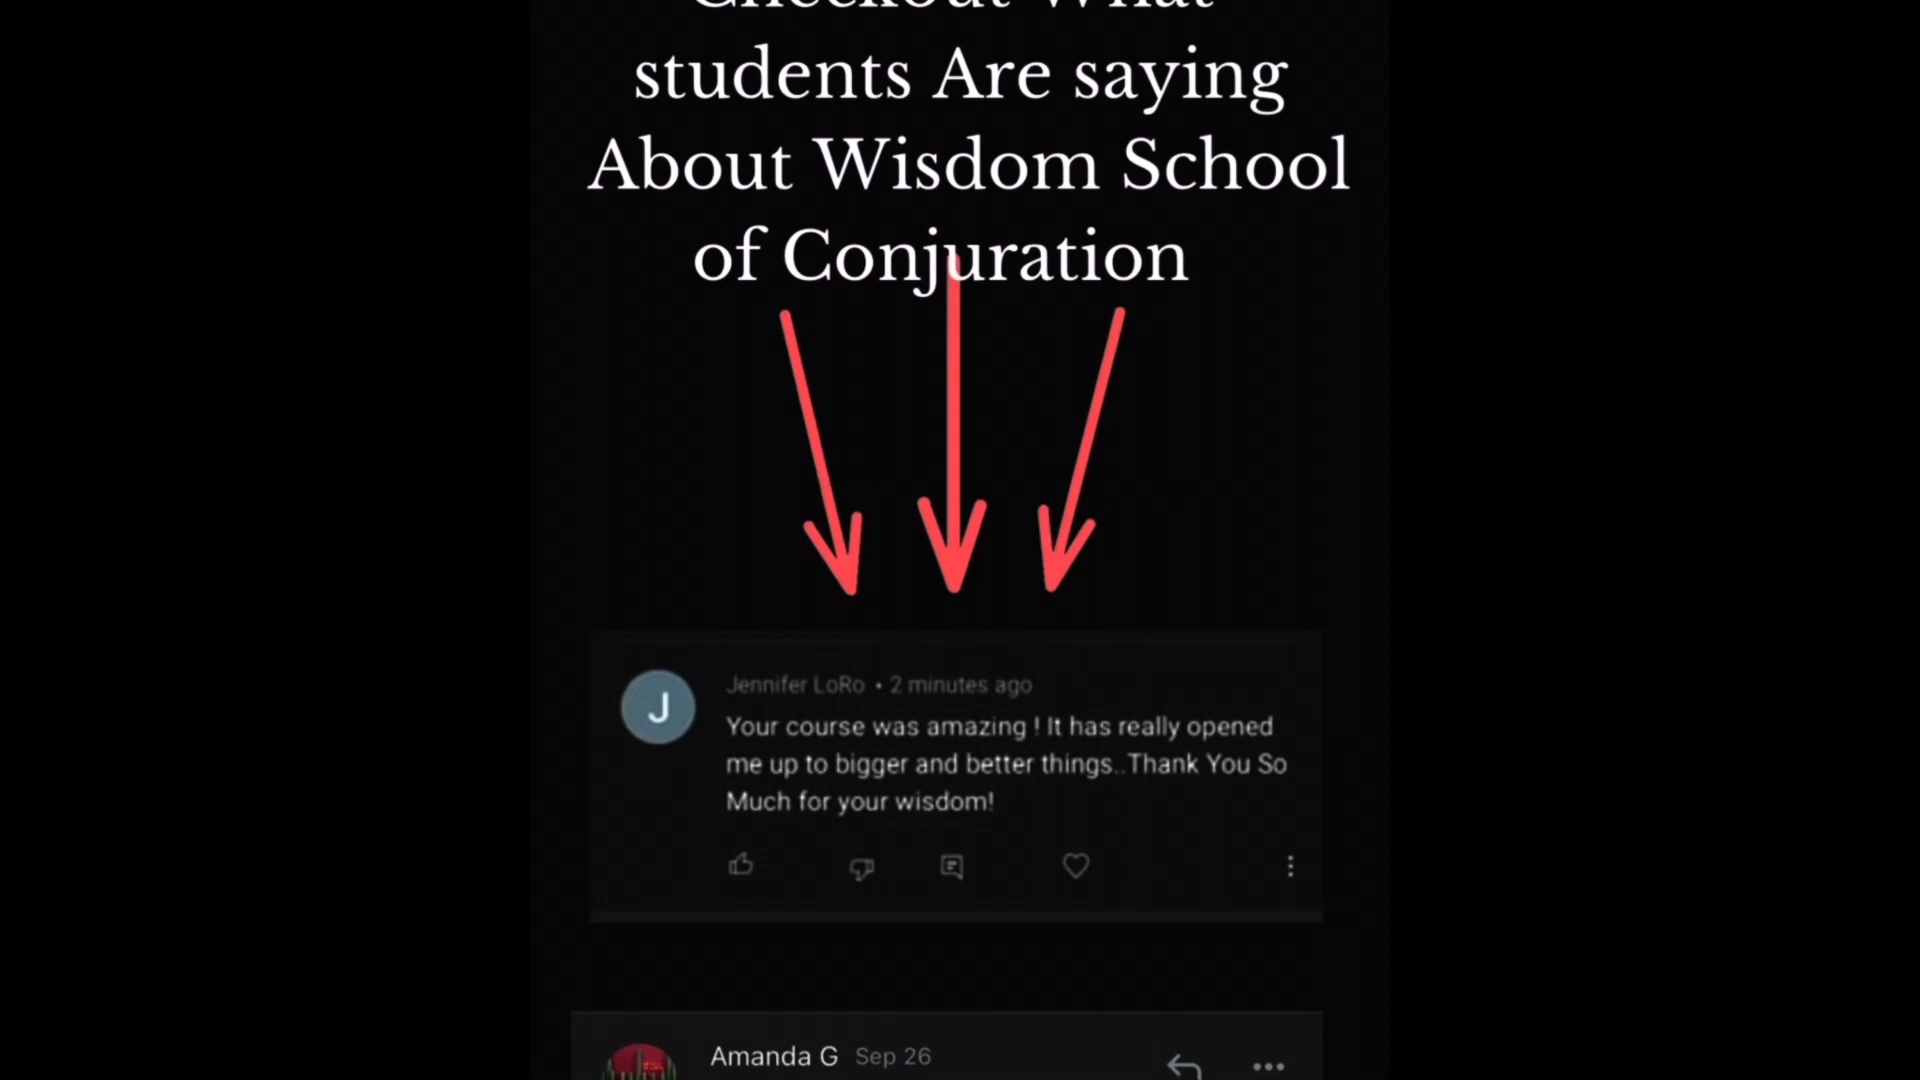 Checkout What
students Are saying
About Wisdom School
of Conjuration
Jennifer LoRo • 2 minutes ago
J
Your course was amazing ! It has really opened
me up to bigger and better things..Thank You So
Much for your wisdom!
Amanda G Sep 26